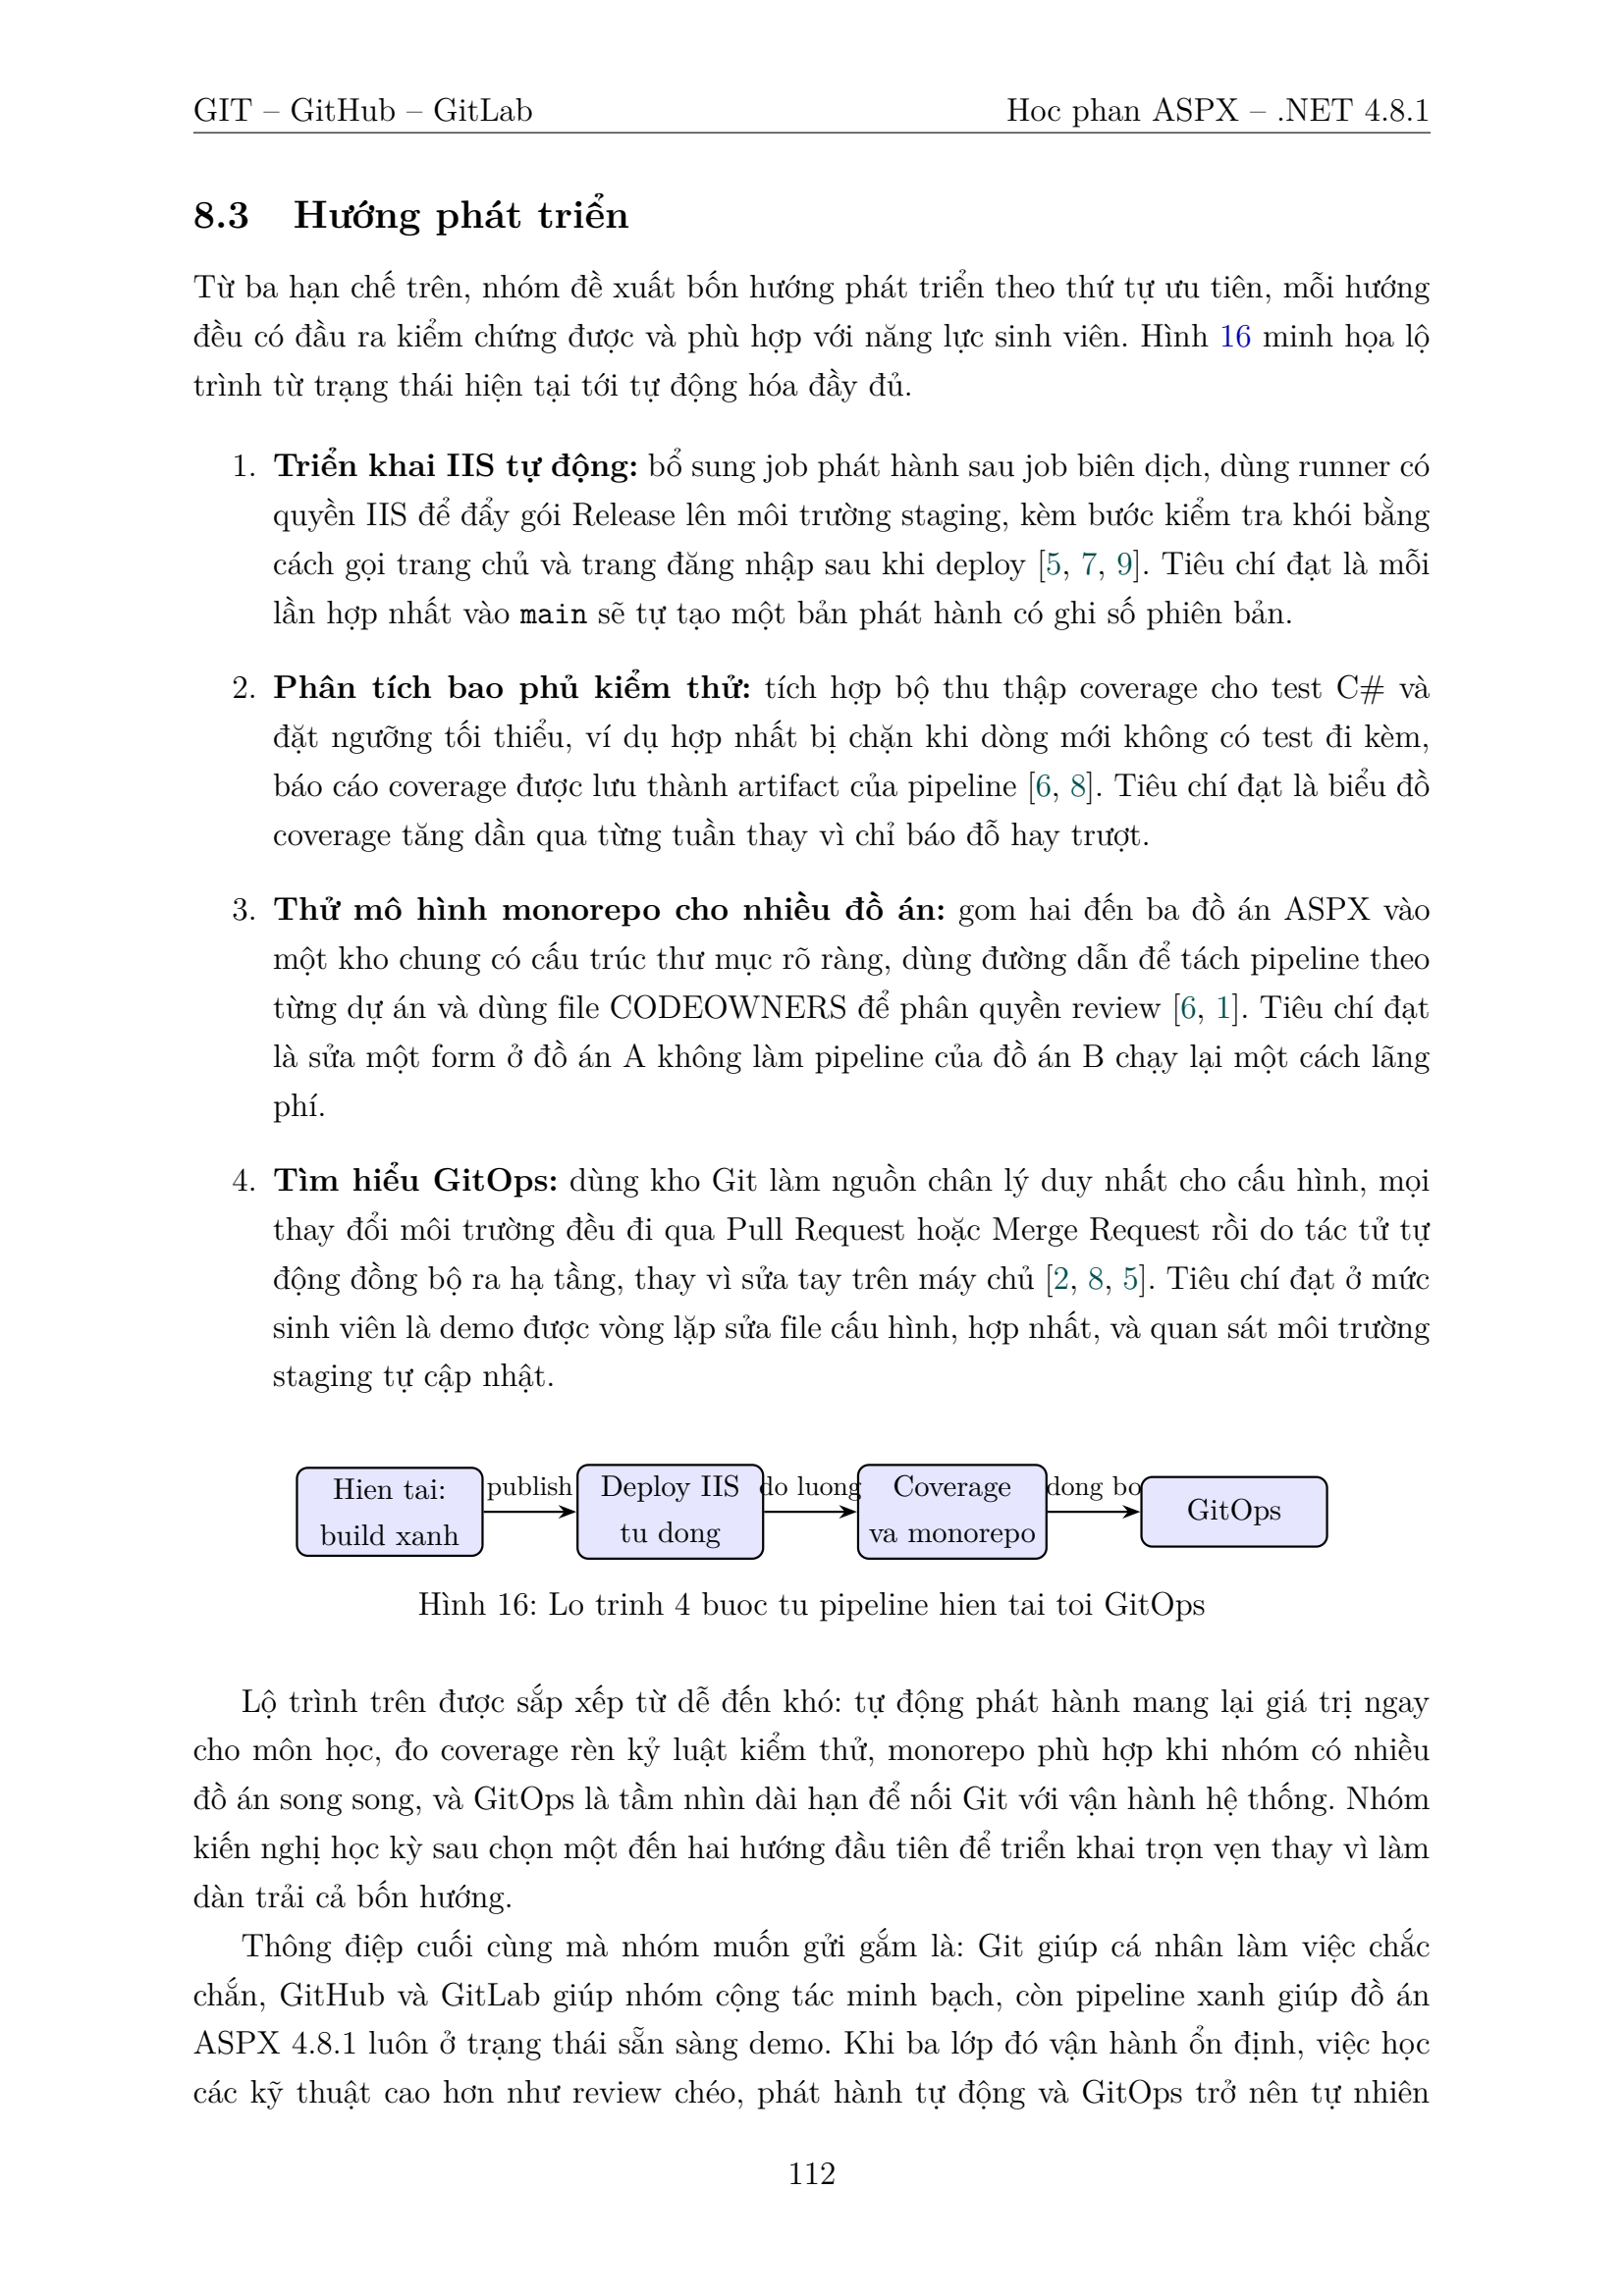 GIT – GitHub – GitLab
Hoc phan ASPX – .NET 4.8.1
8.3 Hướng phát triển
Từ ba hạn chế trên, nhóm đề xuất bốn hướng phát triển theo thứ tự ưu tiên, mỗi hướng
đều có đầu ra kiểm chứng được và phù hợp với năng lực sinh viên. Hình 16 minh họa lộ
trình từ trạng thái hiện tại tới tự động hóa đầy đủ.
1. Triển khai IIS tự động: bổ sung job phát hành sau job biên dịch, dùng runner có
quyền IIS để đẩy gói Release lên môi trường staging, kèm bước kiểm tra khói bằng
cách gọi trang chủ và trang đăng nhập sau khi deploy [5, 7, 9]. Tiêu chí đạt là mỗi
lần hợp nhất vào main sẽ tự tạo một bản phát hành có ghi số phiên bản.
2. Phân tích bao phủ kiểm thử: tích hợp bộ thu thập coverage cho test C# và
đặt ngưỡng tối thiểu, ví dụ hợp nhất bị chặn khi dòng mới không có test đi kèm,
báo cáo coverage được lưu thành artifact của pipeline [6, 8]. Tiêu chí đạt là biểu đồ
coverage tăng dần qua từng tuần thay vì chỉ báo đỗ hay trượt.
3. Thử mô hình monorepo cho nhiều đồ án: gom hai đến ba đồ án ASPX vào
một kho chung có cấu trúc thư mục rõ ràng, dùng đường dẫn để tách pipeline theo
từng dự án và dùng file CODEOWNERS để phân quyền review [6, 1]. Tiêu chí đạt
là sửa một form ở đồ án A không làm pipeline của đồ án B chạy lại một cách lãng
phí.
4. Tìm hiểu GitOps: dùng kho Git làm nguồn chân lý duy nhất cho cấu hình, mọi
thay đổi môi trường đều đi qua Pull Request hoặc Merge Request rồi do tác tử tự
động đồng bộ ra hạ tầng, thay vì sửa tay trên máy chủ [2, 8, 5]. Tiêu chí đạt ở mức
sinh viên là demo được vòng lặp sửa file cấu hình, hợp nhất, và quan sát môi trường
staging tự cập nhật.
Hien tai:
build xanh
publish
Deploy IIS
tu dong
do luong
Coverage
va monorepo
dong bo
GitOps
Hình 16: Lo trinh 4 buoc tu pipeline hien tai toi GitOps
Lộ trình trên được sắp xếp từ dễ đến khó: tự động phát hành mang lại giá trị ngay
cho môn học, đo coverage rèn kỷ luật kiểm thử, monorepo phù hợp khi nhóm có nhiều
đồ án song song, và GitOps là tầm nhìn dài hạn để nối Git với vận hành hệ thống. Nhóm
kiến nghị học kỳ sau chọn một đến hai hướng đầu tiên để triển khai trọn vẹn thay vì làm
dàn trải cả bốn hướng.
Thông điệp cuối cùng mà nhóm muốn gửi gắm là: Git giúp cá nhân làm việc chắc
chắn, GitHub và GitLab giúp nhóm cộng tác minh bạch, còn pipeline xanh giúp đồ án
ASPX 4.8.1 luôn ở trạng thái sẵn sàng demo. Khi ba lớp đó vận hành ổn định, việc học
các kỹ thuật cao hơn như review chéo, phát hành tự động và GitOps trở nên tự nhiên
112